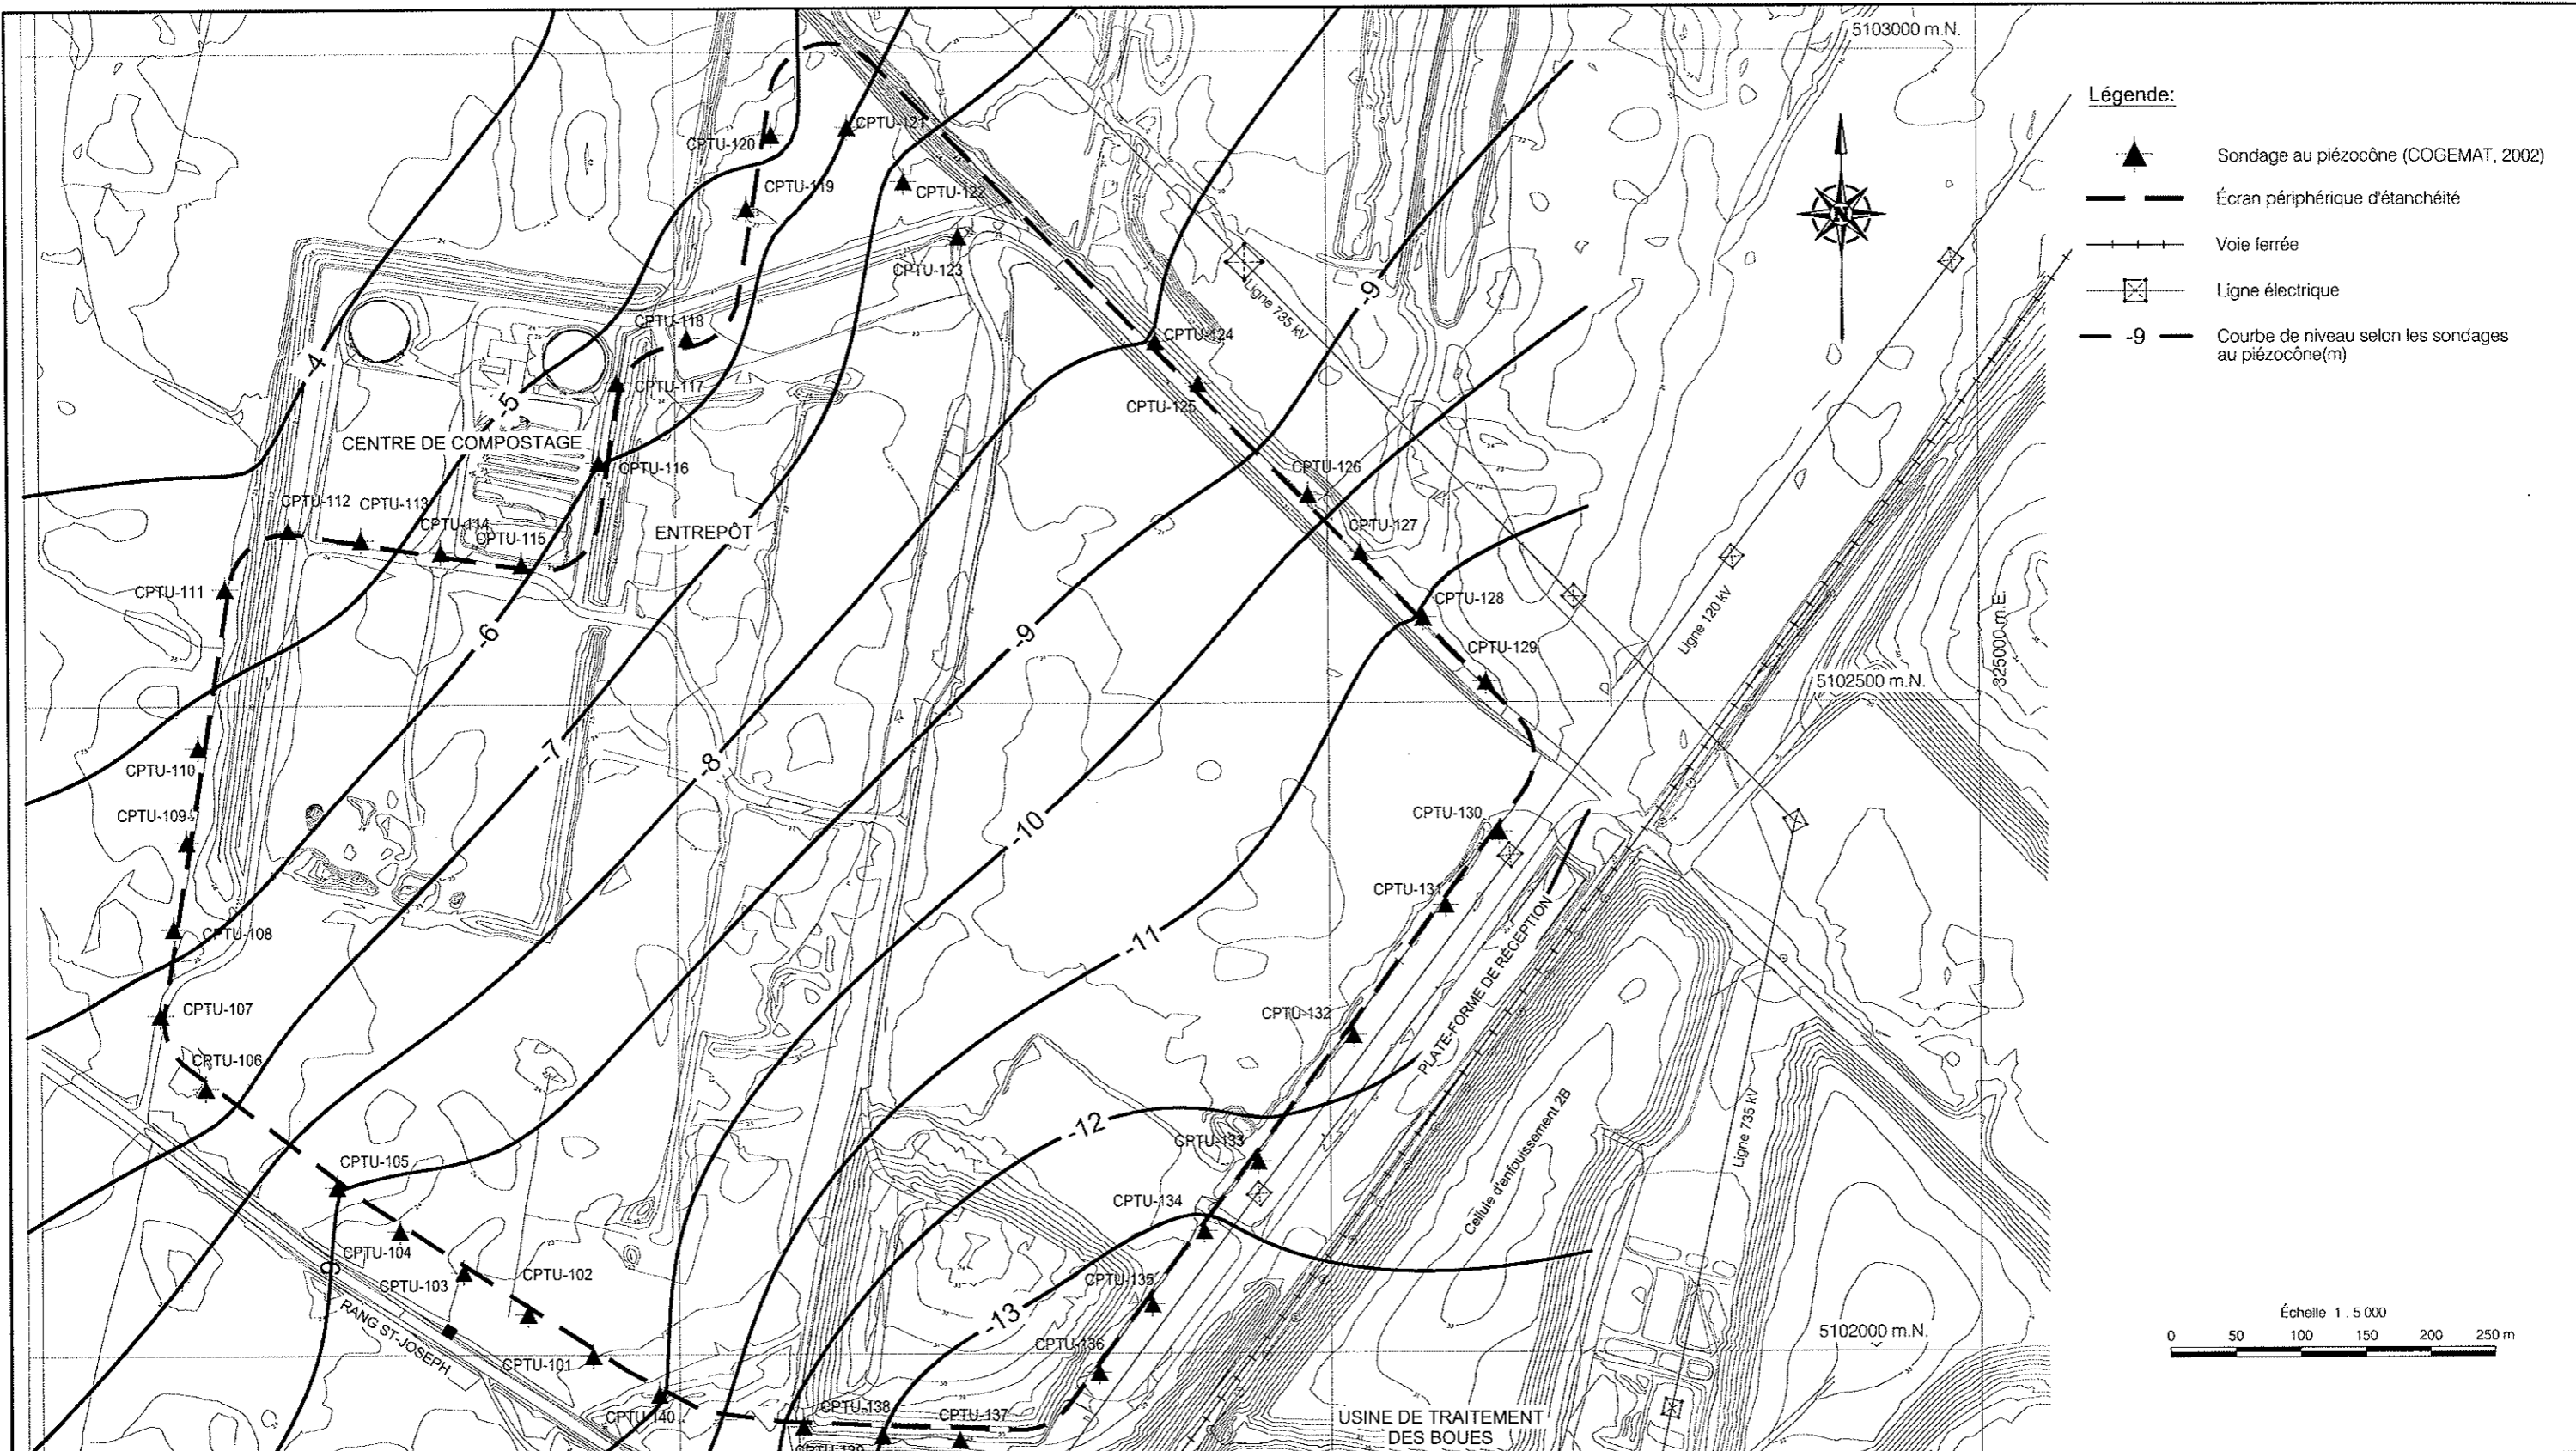 5103000 m.N.
Légende:
Sondage au piézocône (COGEMAT, 2002)
Écran périphérique d'étanchéité
Voie ferrée
Ligne électrique
-9
Courbe de niveau selon les sondages
au piézocône(m)
N
CPTU-120
CPTU-121
CPTU-119
CPTU-122
CPTU-123
Ligne 735 kV
-9
CPTU-118
CPTU-124
-4
CPTU-117
-5
CPTU-125
CENTRE DE COMPOSTAGE
CPTU-116
CPTU-126
CPTU-112
CPTU-113
CPTU-114
CPTU-115
ENTREPÔT
CPTU-127
CPTU-111
CPTU-128
Ligne 120 kV
325000 m.E.
-6
-9
CPTU-129
5102500 m.N.
-7
-8
CPTU-110
CPTU-109
-10
CPTU-130
CPTU-131
CPTU-108
-11
PLATE-FORME DE RÉCEPTION
CPTU-107
CPTU-132
CPTU-106
-12
CPTU-133
Cellule d'enfouissement 2B
Ligne 735 kV
CPTU-105
CPTU-134
CPTU-104
9
CPTU-103
CPTU-102
CPTU-135
-13
RANG ST-JOSEPH
CPTU-136
CPTU-101
5102000 m.N.
Échelle 1 . 5 000
0 50 100 150 200 250 m
CPTU-140
CPTU-138
CPTU-137
CPTU-139
USINE DE TRAITEMENT
DES BOUES